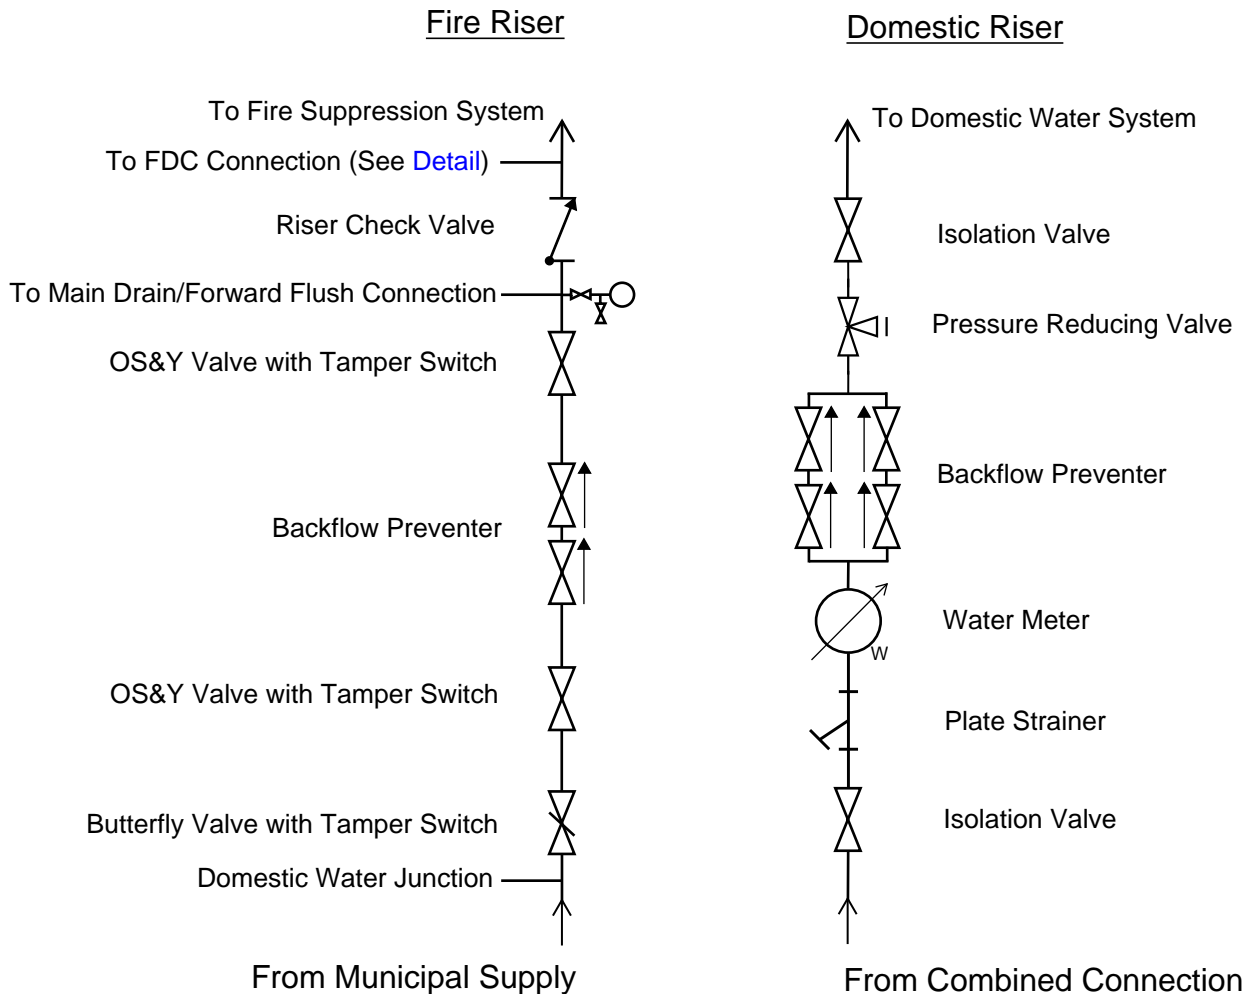 Fire Riser
To Fire Suppression System
To FDC Connection (See Detail)
Riser Check Valve
To Main Drain/Forward Flush Connection
OS&Y Valve with Tamper Switch
Backflow Preventer
OS&Y Valve with Tamper Switch
Butterfly Valve with Tamper Switch
Domestic Water Junction
From Municipal Supply
Domestic Riser
To Domestic Water System
Isolation Valve
Pressure Reducing Valve
Backflow Preventer
Water Meter
W
Plate Strainer
Isolation Valve
From Combined Connection